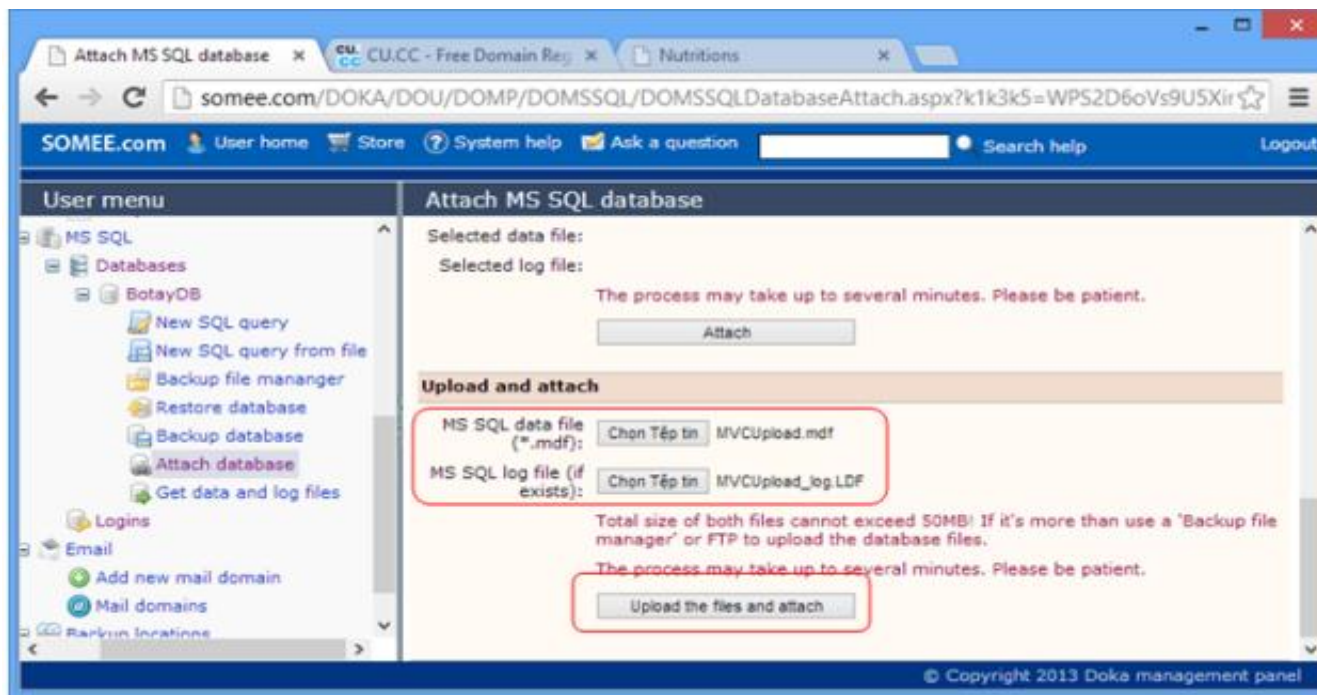 Attach MS SQL database
CU.CC - Free Domain Reg
Nutritions
somee.com/DOKA/DOU/DOMP/DOMSSQL/DOMSSQLDatabaseAttach.aspx?k1k3k5=WPS2D6oVs9U5Xir
SOMEE.com User home Store System help Ask a question Search help Logout
User menu
MS SQL
Databases
BotayDB
New SQL query
New SQL query from file
Backup file mananger
Restore database
Backup database
Attach database
Get data and log files
Logins
Email
Add new mail domain
Mail domains
Backup locations
Attach MS SQL database
Selected data file:
Selected log file:
The process may take up to several minutes. Please be patient.
Attach
Upload and attach
MS SQL data file
(*.mdf):
Chọn Tệp tin MVCUpload.mdf
MS SQL log file (if
exists):
Chọn Tệp tin MVCUpload_log.LDF
Total size of both files cannot exceed 50MB! If it's more than use a 'Backup file
manager' or FTP to upload the database files.
The process may take up to several minutes. Please be patient.
Upload the files and attach
© Copyright 2013 Doka management panel